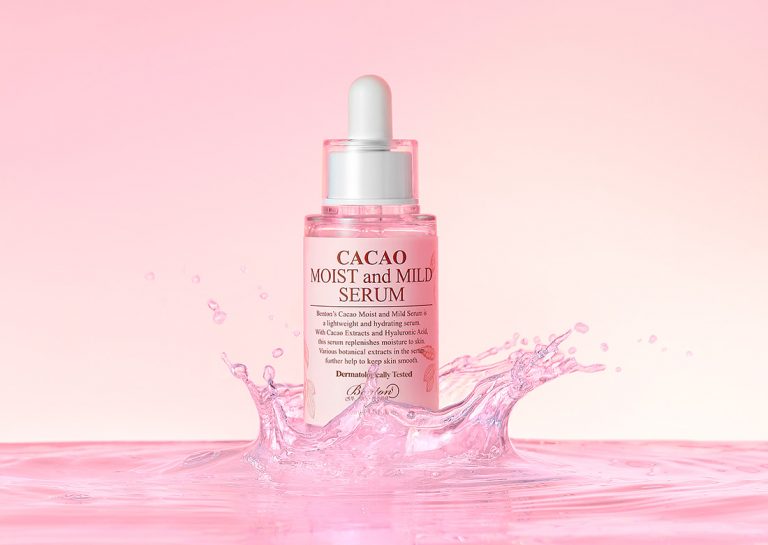 CACAO
MOIST and MILD
SERUM
Benton's Cacao Moist and Mild Serum is
a lightweight and hydrating serum.
With Cacao Extracts and Hyaluronic Acid,
this serum replenishes moisture to skin.
Various botanical extracts in the serum
further help to keep skin smooth.
Dermatologically Tested
Benton